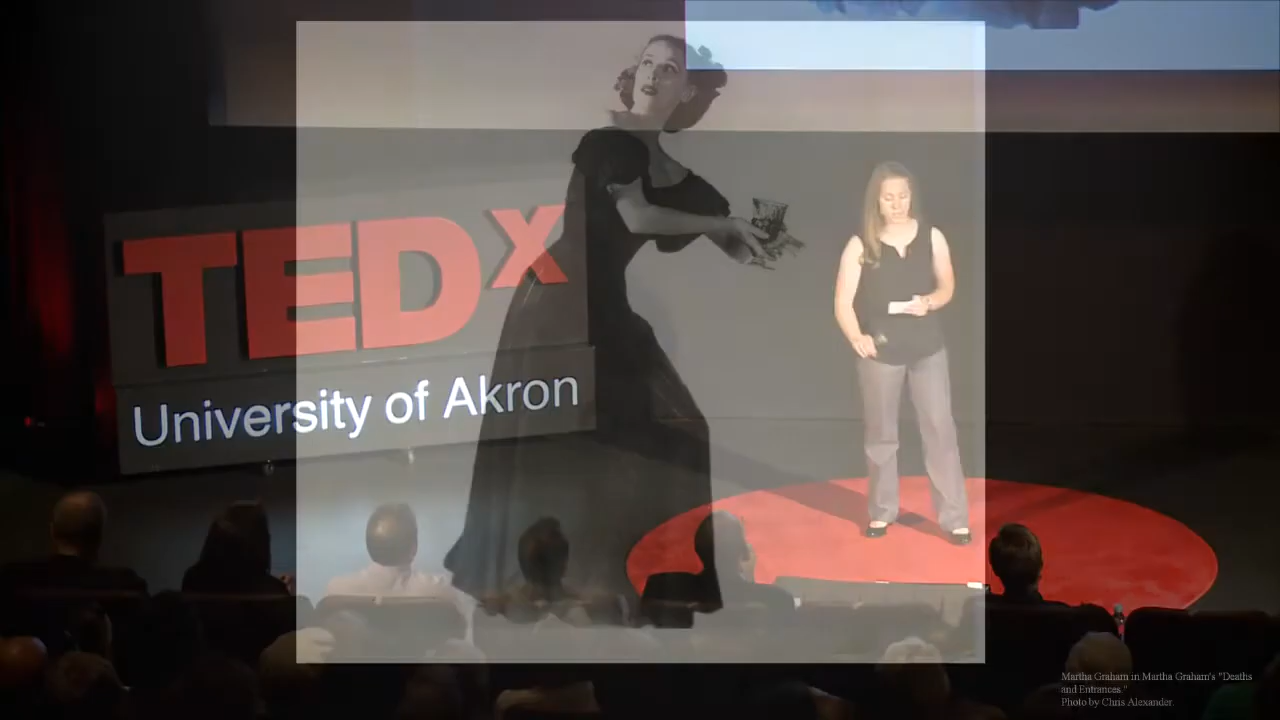 TEDx
University of Akron
Martha Graham in Martha Graham's "Deaths
and Entrances."
Photo by Chris Alexander.